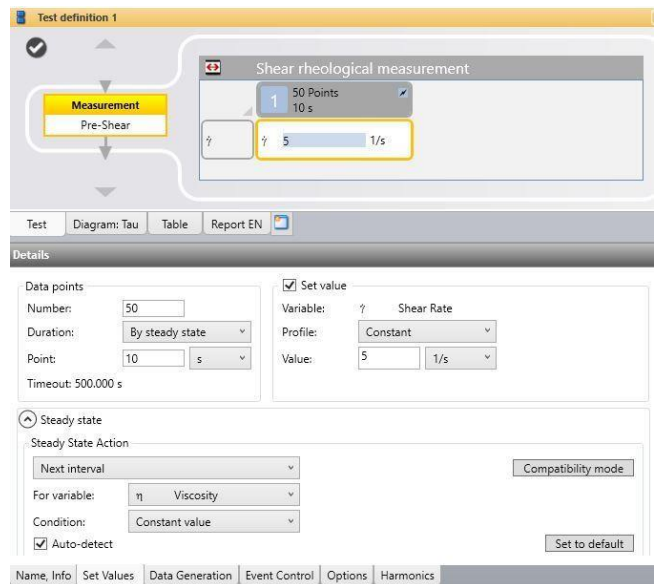 Test definition 1
Shear rheological measurement
1 50 Points
10 s
Measurement
Pre-Shear
γ̇ γ̇ 5 1/s
Test Diagram: Tau Table Report EN
Details
Data points
Number: 50
Duration: By steady state
Point: 10 s
Timeout: 500.000 s
Set value
Variable: γ̇ Shear Rate
Profile: Constant
Value: 5 1/s
Steady state
Steady State Action
Next interval
Compatibility mode
For variable: η Viscosity
Condition: Constant value
Auto-detect
Set to default
Name, Info Set Values Data Generation Event Control Options Harmonics